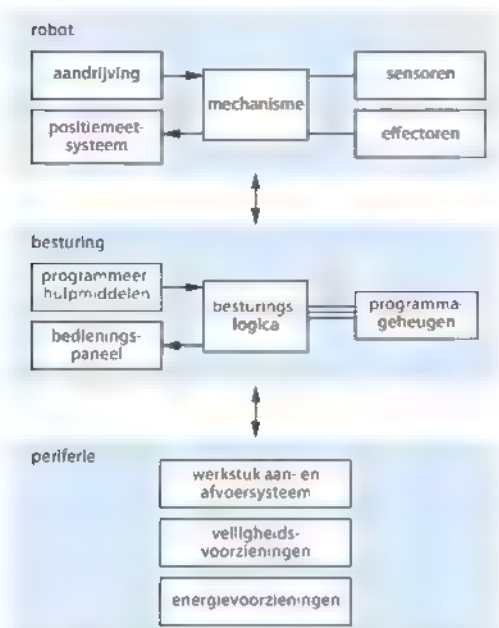 robot
aandrijving
positiemeet-
systeem
mechanisme
sensoren
effectoren
besturing
programmeer
hulpmiddelen
bedienings-
paneel
besturings
logica
programma-
geheugen
periferie
werkstuk aan- en
afvoersysteem
veiligheids-
voorzieningen
energievoorzieningen